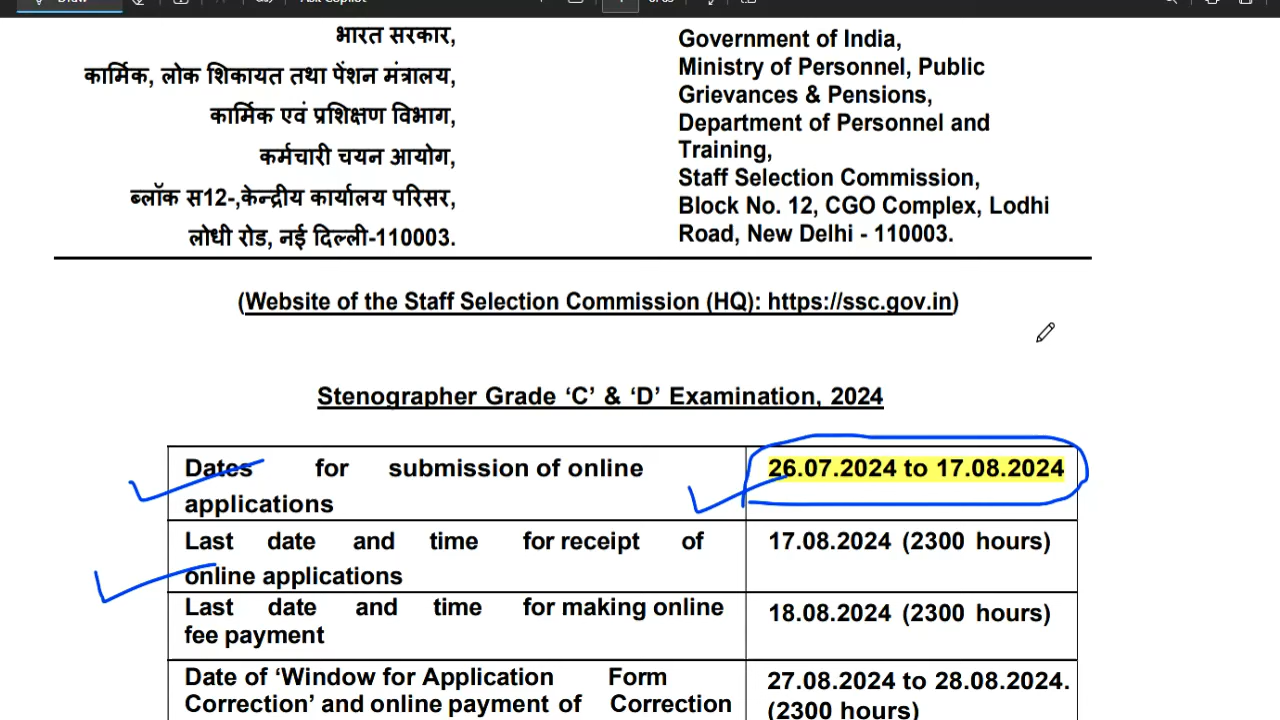 Draw
Ask Copilot
भारत सरकार,
कार्मिक, लोक शिकायत तथा पेंशन मंत्रालय,
कार्मिक एवं प्रशिक्षण विभाग,
कर्मचारी चयन आयोग,
ब्लॉक स12-,केन्द्रीय कार्यालय परिसर,
लोधी रोड, नई दिल्ली-110003.
Government of India,
Ministry of Personnel, Public
Grievances & Pensions,
Department of Personnel and
Training,
Staff Selection Commission,
Block No. 12, CGO Complex, Lodhi
Road, New Delhi - 110003.
(Website of the Staff Selection Commission (HQ): https://ssc.gov.in)
Stenographer Grade ‘C’ & ‘D’ Examination, 2024
Dates for submission of online
applications
26.07.2024 to 17.08.2024
Last date and time for receipt of
online applications
17.08.2024 (2300 hours)
Last date and time for making online
fee payment
18.08.2024 (2300 hours)
Date of ‘Window for Application Form
Correction’ and online payment of Correction
27.08.2024 to 28.08.2024.
(2300 hours)